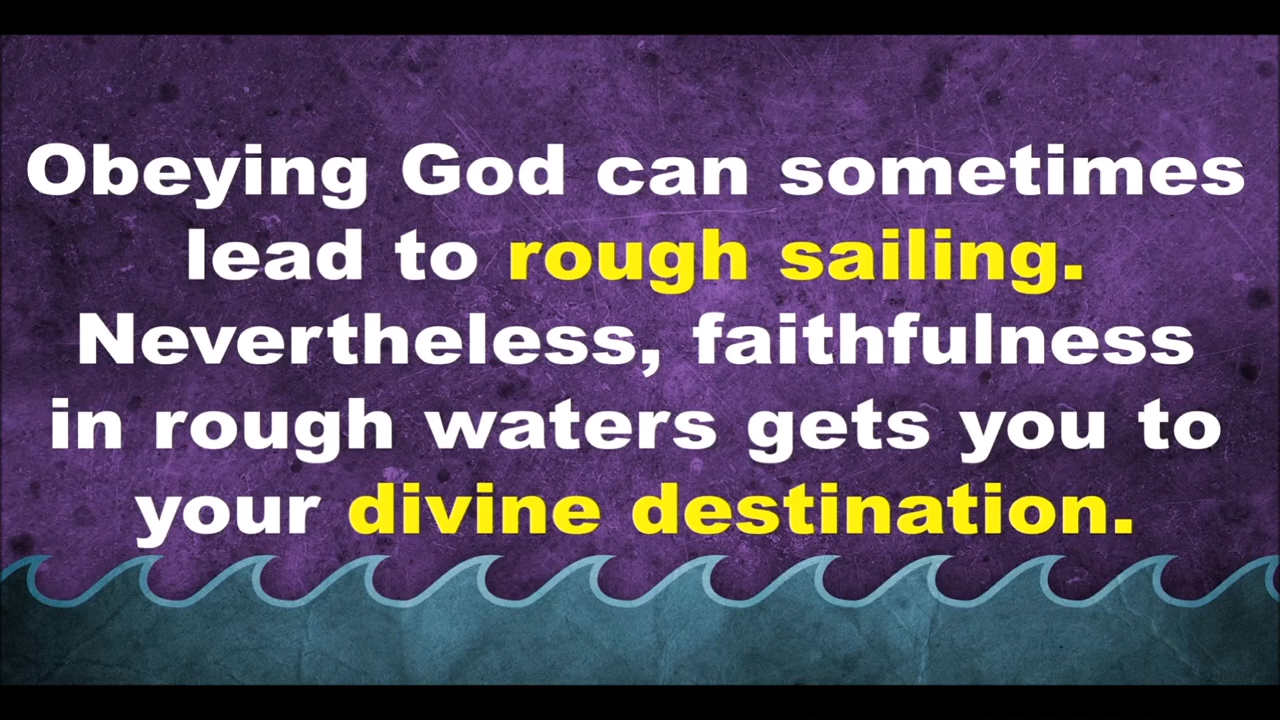 Obeying God can sometimes
lead to rough sailing.
Nevertheless, faithfulness
in rough waters gets you to
your divine destination.